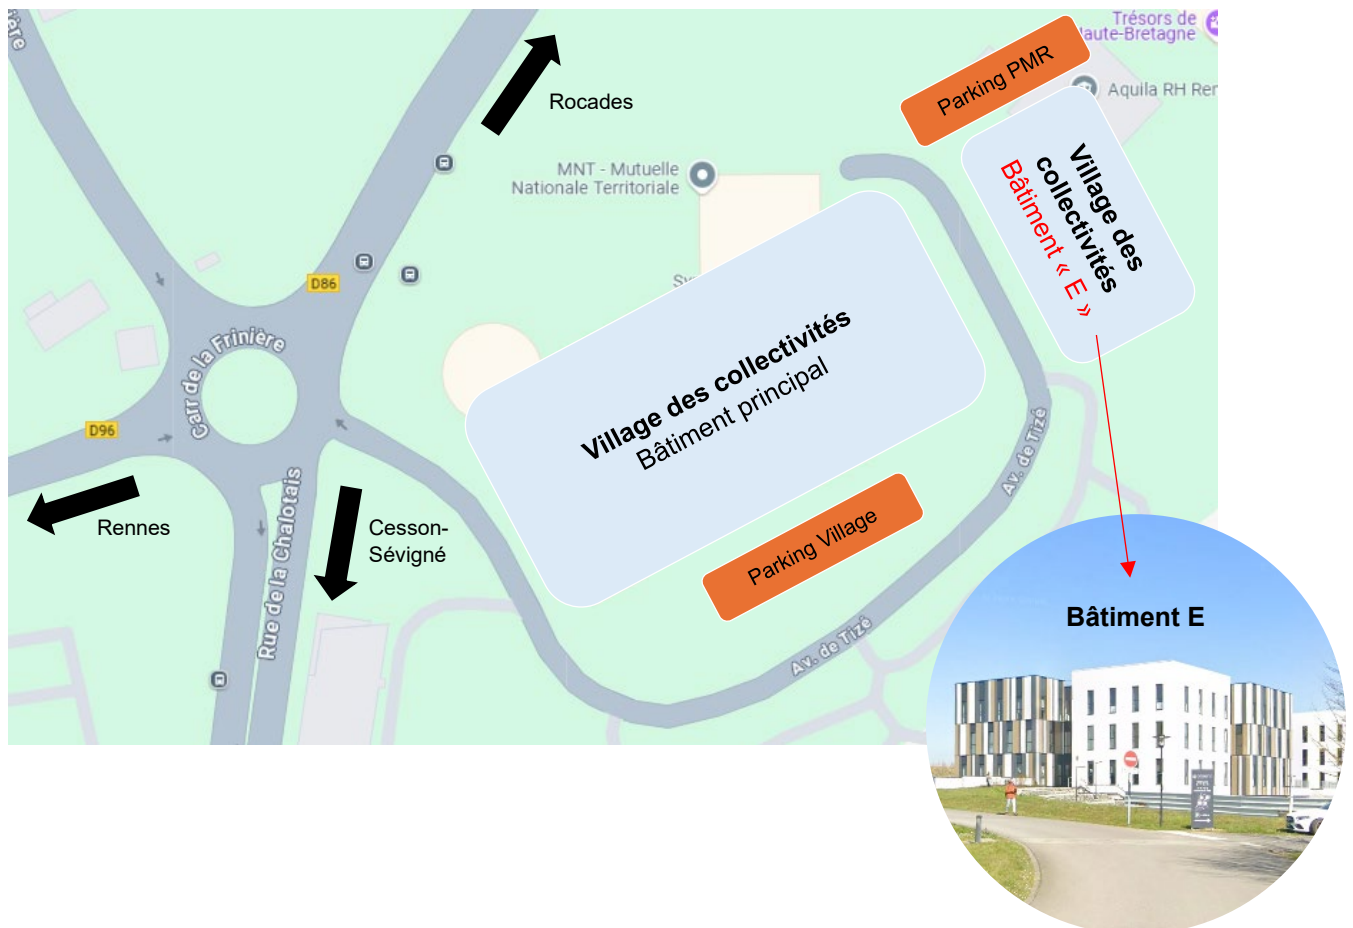 Trésors de
Haute-Bretagne
Parking PMR
Aquila RH Ren
Rocades
MNT - Mutuelle
Nationale Territoriale
Village des
collectivités
Bâtiment « E »
D86
Carr de la Frinière
Village des collectivités
Bâtiment principal
D96
Av. de Tizé
Parking Village
Rennes
Cesson-
Sévigné
Rue de la Chalotais
Av. de Tizé
Bâtiment E